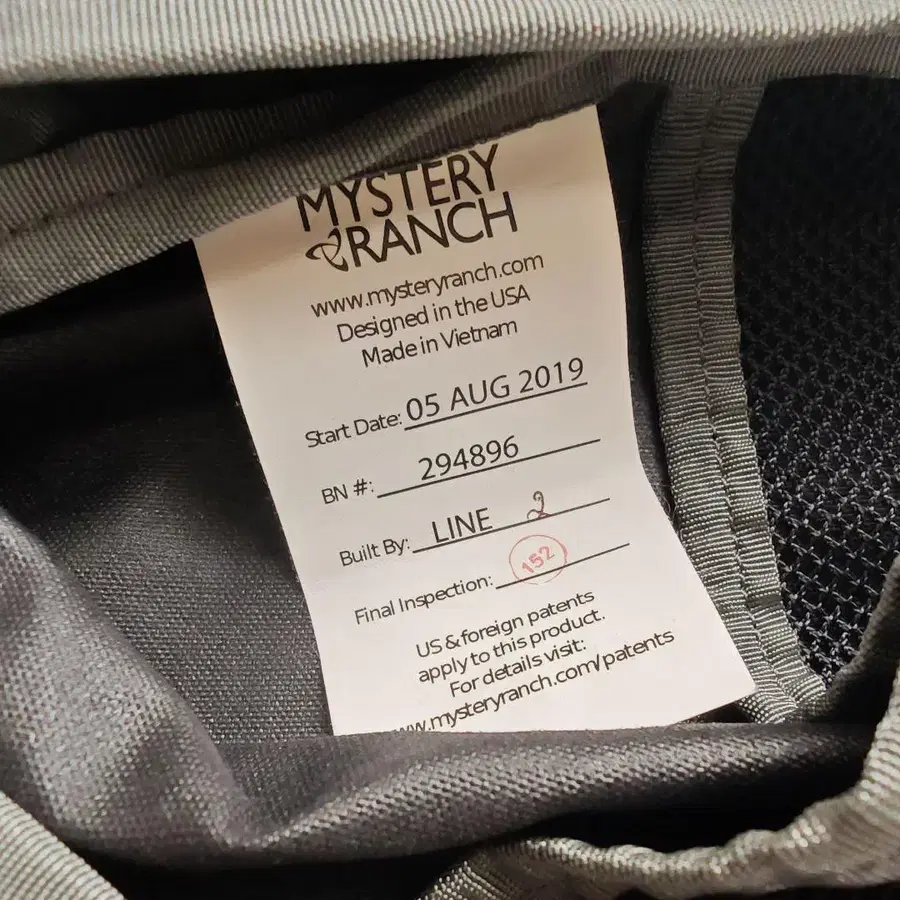 MYSTERY
RANCH
www.mysteryranch.com
Designed in the USA
Made in Vietnam
Start Date: 05 AUG 2019
BN #: 294896
Built By: LINE 2
Final Inspection: 152
US & foreign patents
apply to this product.
For details visit:
www.mysteryranch.com/patents